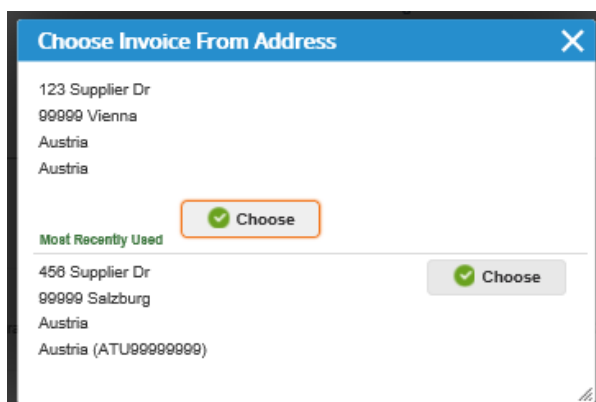 Choose Invoice From Address
123 Supplier Dr
99999 Vienna
Austria
Austria
Choose
Most Recently Used
456 Supplier Dr
Choose
99999 Salzburg
Austria
Austria (ATU99999999)